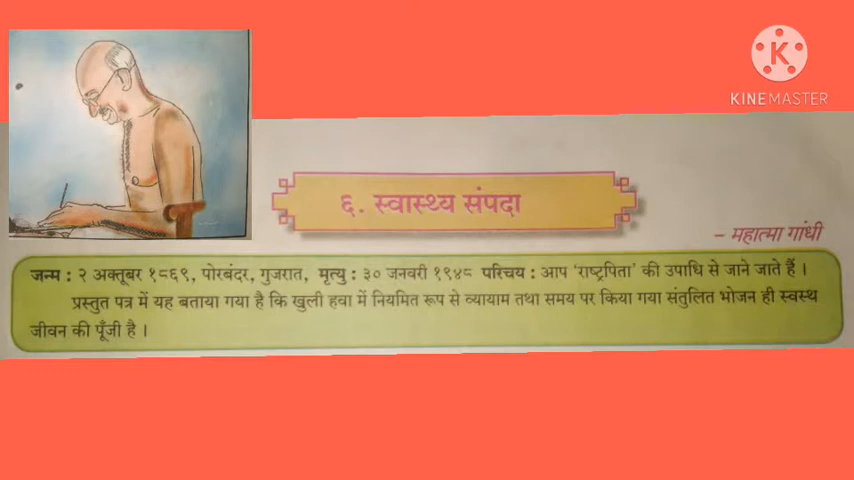 KINEMASTER
६. स्वास्थ्य संपदा
– महात्मा गांधी
जन्म : २ अक्तूबर १८६९, पोरबंदर, गुजरात, मृत्यु : ३० जनवरी १९४८ परिचय : आप ‘राष्ट्रपिता’ की उपाधि से जाने जाते हैं ।
प्रस्तुत पत्र में यह बताया गया है कि खुली हवा में नियमित रूप से व्यायाम तथा समय पर किया गया संतुलित भोजन ही स्वस्थ
जीवन की पूँजी है ।